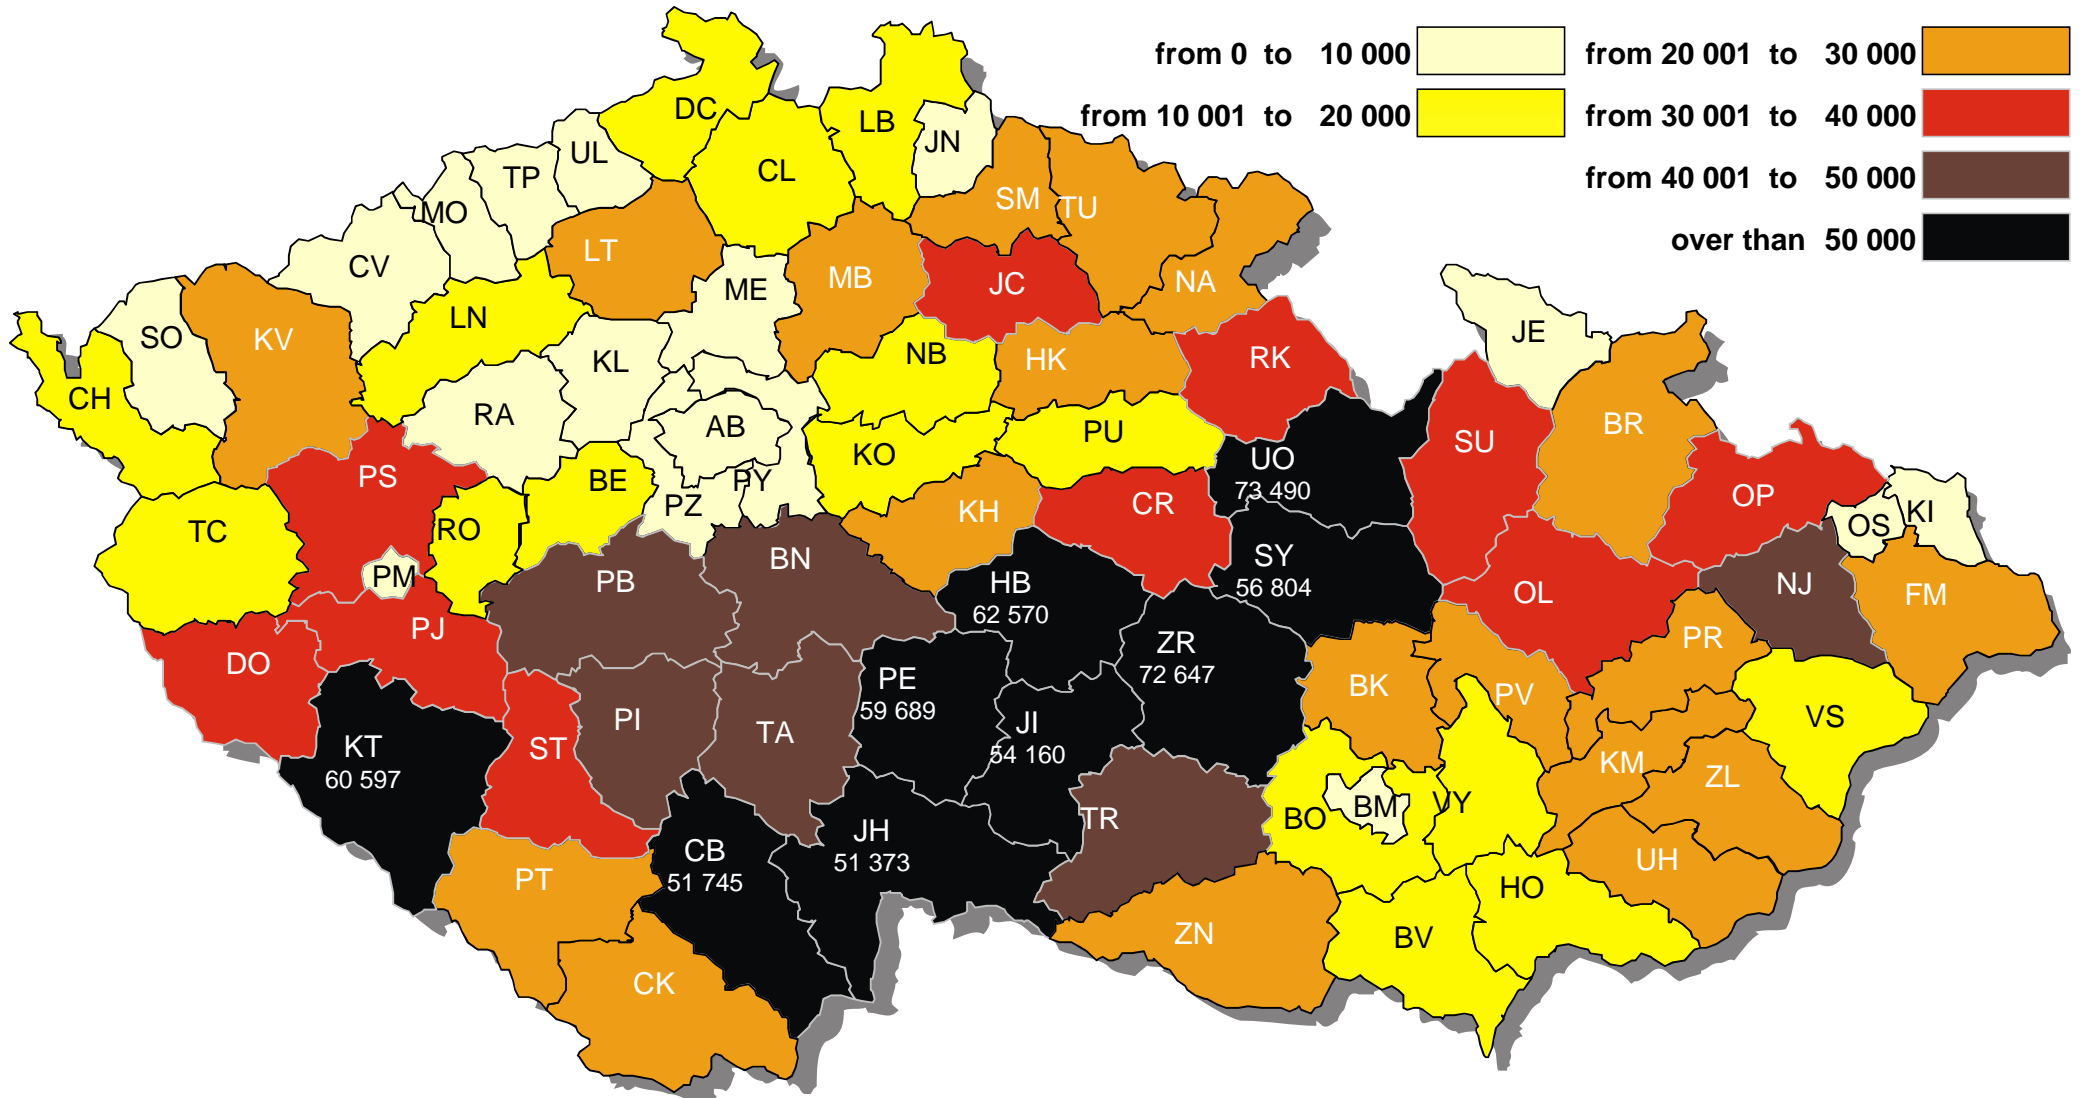 from 0 to 10 000
from 20 001 to 30 000
from 10 001 to 20 000
from 30 001 to 40 000
from 40 001 to 50 000
over than 50 000
DC
LB
JN
UL
TP
CL
MO
SM
TU
LT
CV
ME
MB
JC
NA
SO
KV
LN
JE
KL
NB
HK
RK
CH
RA
AB
PU
BR
KO
SU
PS
BE
PY
UO
73 490
PZ
CR
OP
TC
RO
KH
OS
KI
BN
SY
56 804
PM
PB
HB
62 570
OL
NJ
FM
PJ
ZR
72 647
PR
DO
PE
59 689
BK
PV
PI
JI
54 160
VS
KT
60 597
ST
TA
KM
ZL
BM
VY
BO
TR
JH
51 373
CB
51 745
UH
PT
HO
ZN
BV
CK